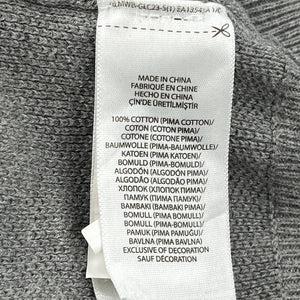 MADE IN CHINA
FABRIQUÉ EN CHINE
HECHO EN CHINA
ÇİN'DE ÜRETİLMİŞTİR
100% COTTON (PIMA COTTON)/
COTON (COTON PIMA)/
COTONE (COTONE PIMA)/
BAUMWOLLE (PIMA-BAUMWOLLE)/
KATOEN (PIMA KATOEN)/
BOMULD (PIMA-BOMULD)/
ALGODÓN (ALGODÓN PIMA)/
ALGODÃO (ALGODÃO PIMA)/
ХЛОПОК (ХЛОПОК ПИМА)/
ПАМУК (ПИМА ПАМУК)/
BAMBAKI (BAMBAKI PIMA)/
BOMULL (PIMA BOMULL)/
BOMULL (PIMA-BOMULL)/
PAMUK (PIMA PAMUĞU)/
BAVLNA (PIMA BAVLNA)
EXCLUSIVE OF DECORATION
SAUF DÉCORATION